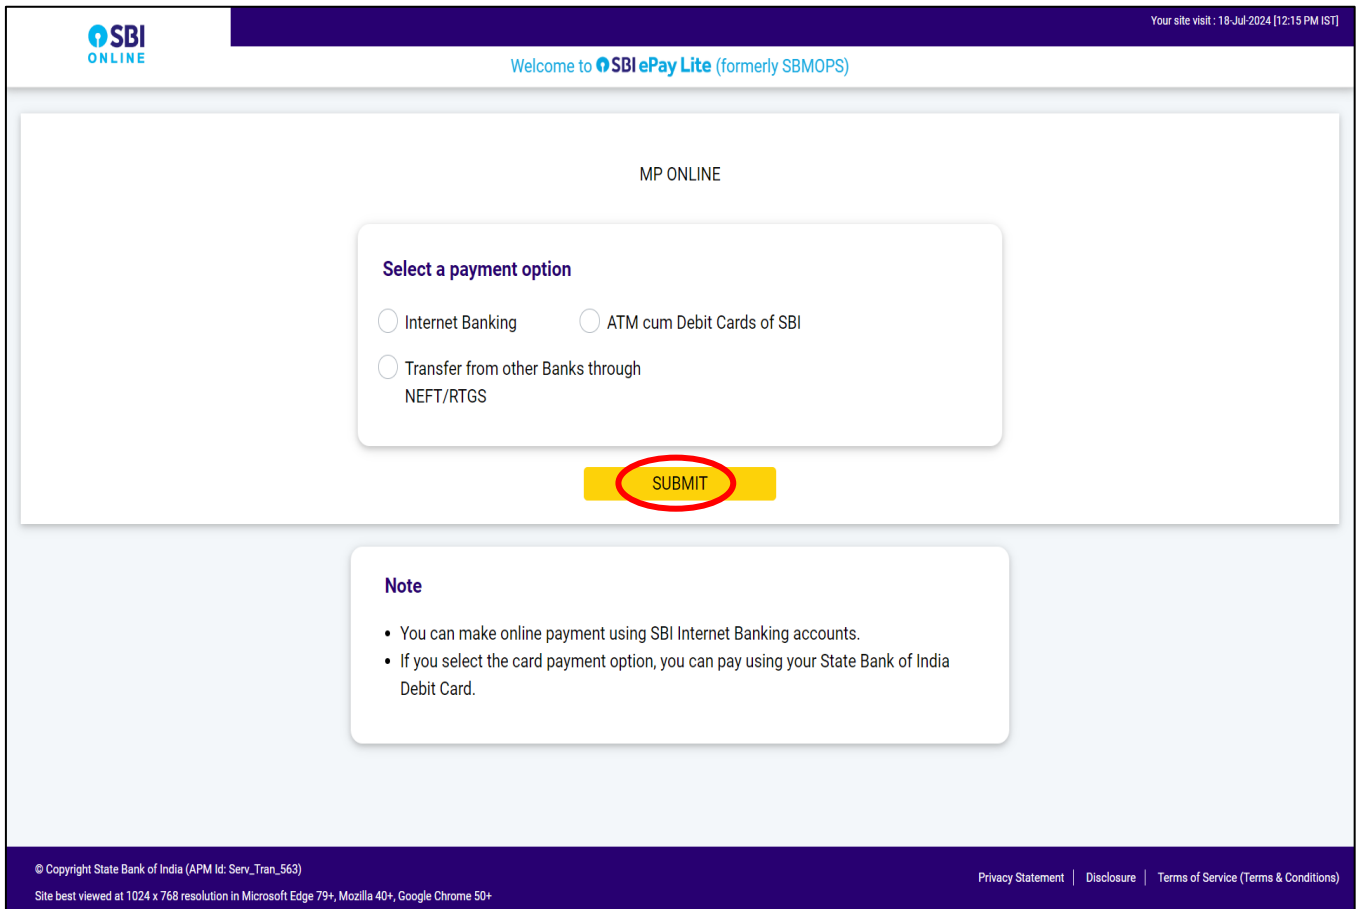 SBI
ONLINE
Your site visit : 18-Jul-2024 [12:15 PM IST]
Welcome to SBI ePay Lite (formerly SBMOPS)
MP ONLINE
Select a payment option
Internet Banking
ATM cum Debit Cards of SBI
Transfer from other Banks through
NEFT/RTGS
SUBMIT
Note
• You can make online payment using SBI Internet Banking accounts.
• If you select the card payment option, you can pay using your State Bank of India
Debit Card.
© Copyright State Bank of India (APM Id: Serv_Tran_563)
Site best viewed at 1024 x 768 resolution in Microsoft Edge 79+, Mozilla 40+, Google Chrome 50+
Privacy Statement | Disclosure | Terms of Service (Terms & Conditions)